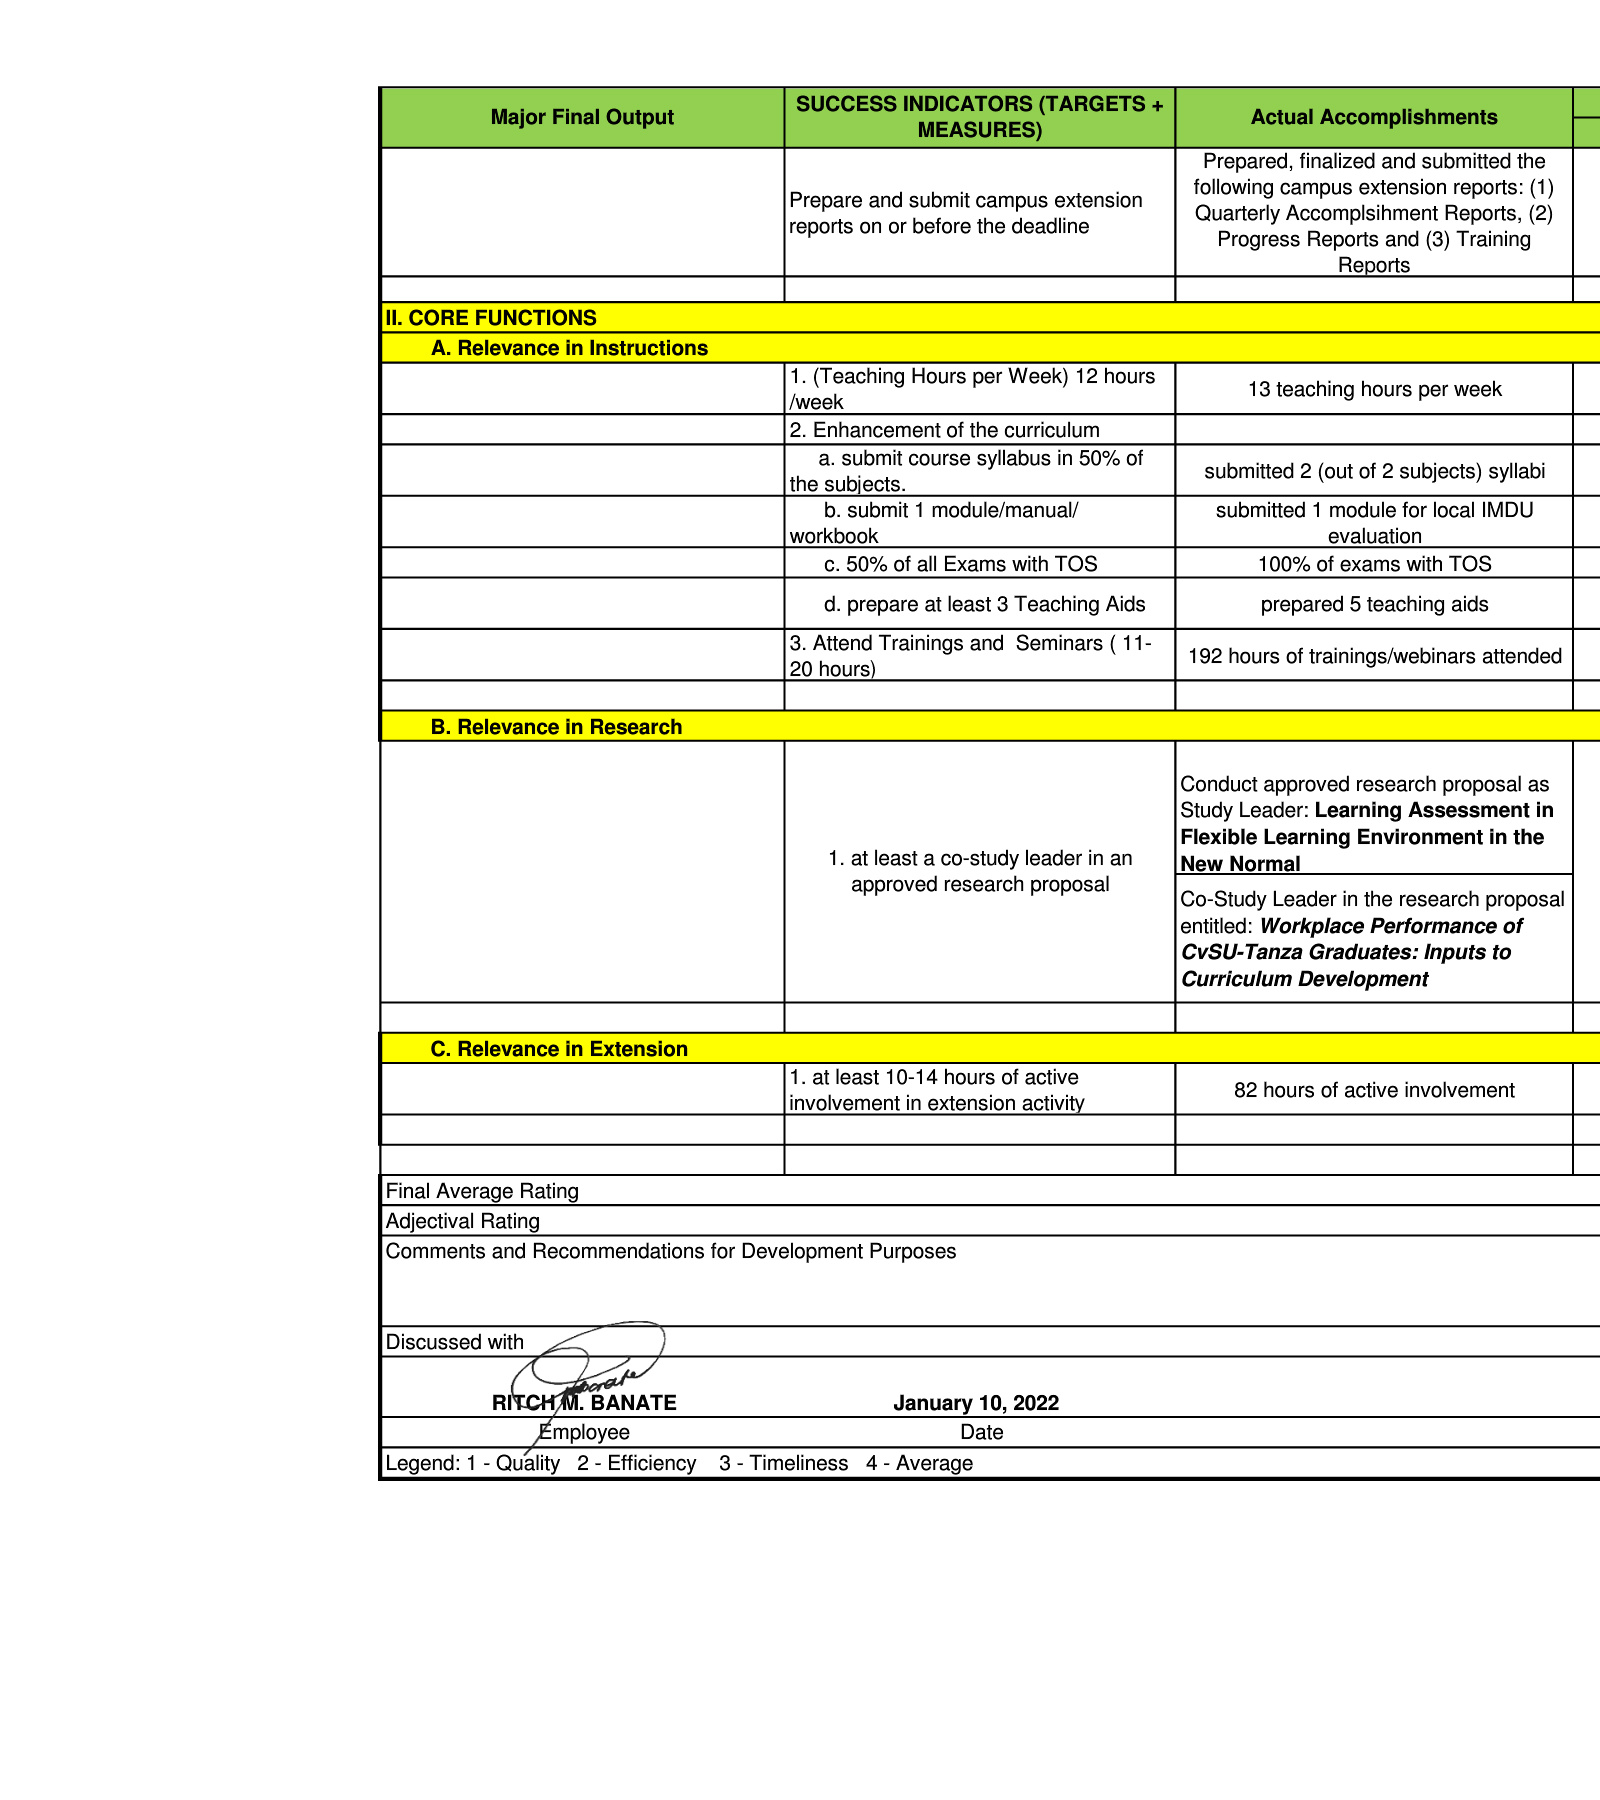 Major Final Output
SUCCESS INDICATORS (TARGETS +
MEASURES)
Actual Accomplishments
Prepare and submit campus extension
reports on or before the deadline
Prepared, finalized and submitted the
following campus extension reports: (1)
Quarterly Accomplsihment Reports, (2)
Progress Reports and (3) Training
Reports
II. CORE FUNCTIONS
A. Relevance in Instructions
1. (Teaching Hours per Week) 12 hours
/week
13 teaching hours per week
2. Enhancement of the curriculum
a. submit course syllabus in 50% of
the subjects.
submitted 2 (out of 2 subjects) syllabi
b. submit 1 module/manual/
workbook
submitted 1 module for local IMDU
evaluation
c. 50% of all Exams with TOS
100% of exams with TOS
d. prepare at least 3 Teaching Aids
prepared 5 teaching aids
3. Attend Trainings and  Seminars ( 11-
20 hours)
192 hours of trainings/webinars attended
B. Relevance in Research
1. at least a co-study leader in an
approved research proposal
Conduct approved research proposal as
Study Leader: Learning Assessment in
Flexible Learning Environment in the
New Normal
Co-Study Leader in the research proposal
entitled: Workplace Performance of
CvSU-Tanza Graduates: Inputs to
Curriculum Development
C. Relevance in Extension
1. at least 10-14 hours of active
involvement in extension activity
82 hours of active involvement
Final Average Rating
Adjectival Rating
Comments and Recommendations for Development Purposes
Discussed with
RITCH M. BANATE
January 10, 2022
Employee
Date
Legend: 1 - Quality   2 - Efficiency    3 - Timeliness   4 - Average